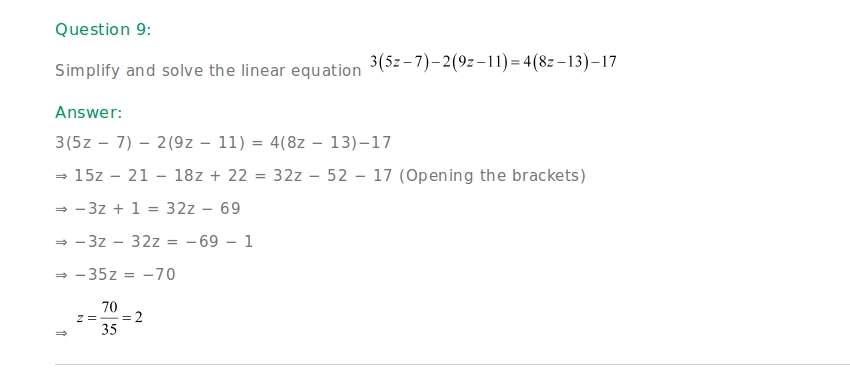 Question 9:
Simplify and solve the linear equation 3(5z−7)−2(9z−11)=4(8z−13)−17
Answer:
3(5z − 7) − 2(9z − 11) = 4(8z − 13)−17
⇒ 15z − 21 − 18z + 22 = 32z − 52 − 17 (Opening the brackets)
⇒ −3z + 1 = 32z − 69
⇒ −3z − 32z = −69 − 1
⇒ −35z = −70
⇒ z = 70/35 = 2